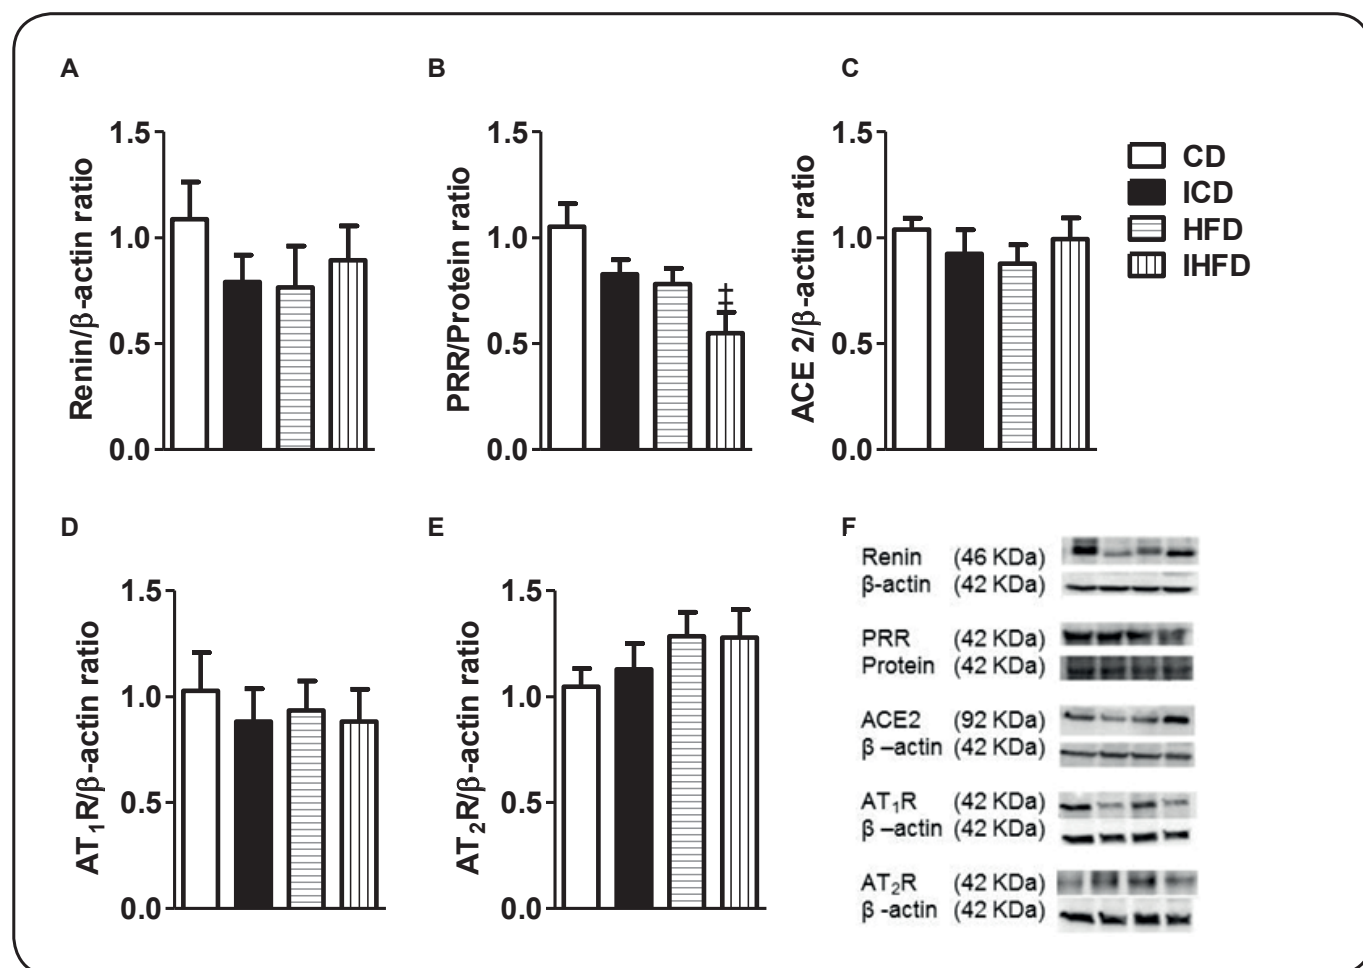 A
B
C
1.5
1.0
0.5
0.0
Renin/β-actin ratio
1.5
1.0
0.5
0.0
PRR/Protein ratio
‡
1.5
1.0
0.5
0.0
ACE 2/β-actin ratio
CD
ICD
HFD
IHFD
D
E
F
1.5
1.0
0.5
0.0
AT₁R/β-actin ratio
1.5
1.0
0.5
0.0
AT₂R/β-actin ratio
Renin (46 KDa)
β-actin (42 KDa)
PRR (42 KDa)
Protein (42 KDa)
ACE2 (92 KDa)
β –actin (42 KDa)
AT₁R (42 KDa)
β –actin (42 KDa)
AT₂R (42 KDa)
β -actin (42 KDa)